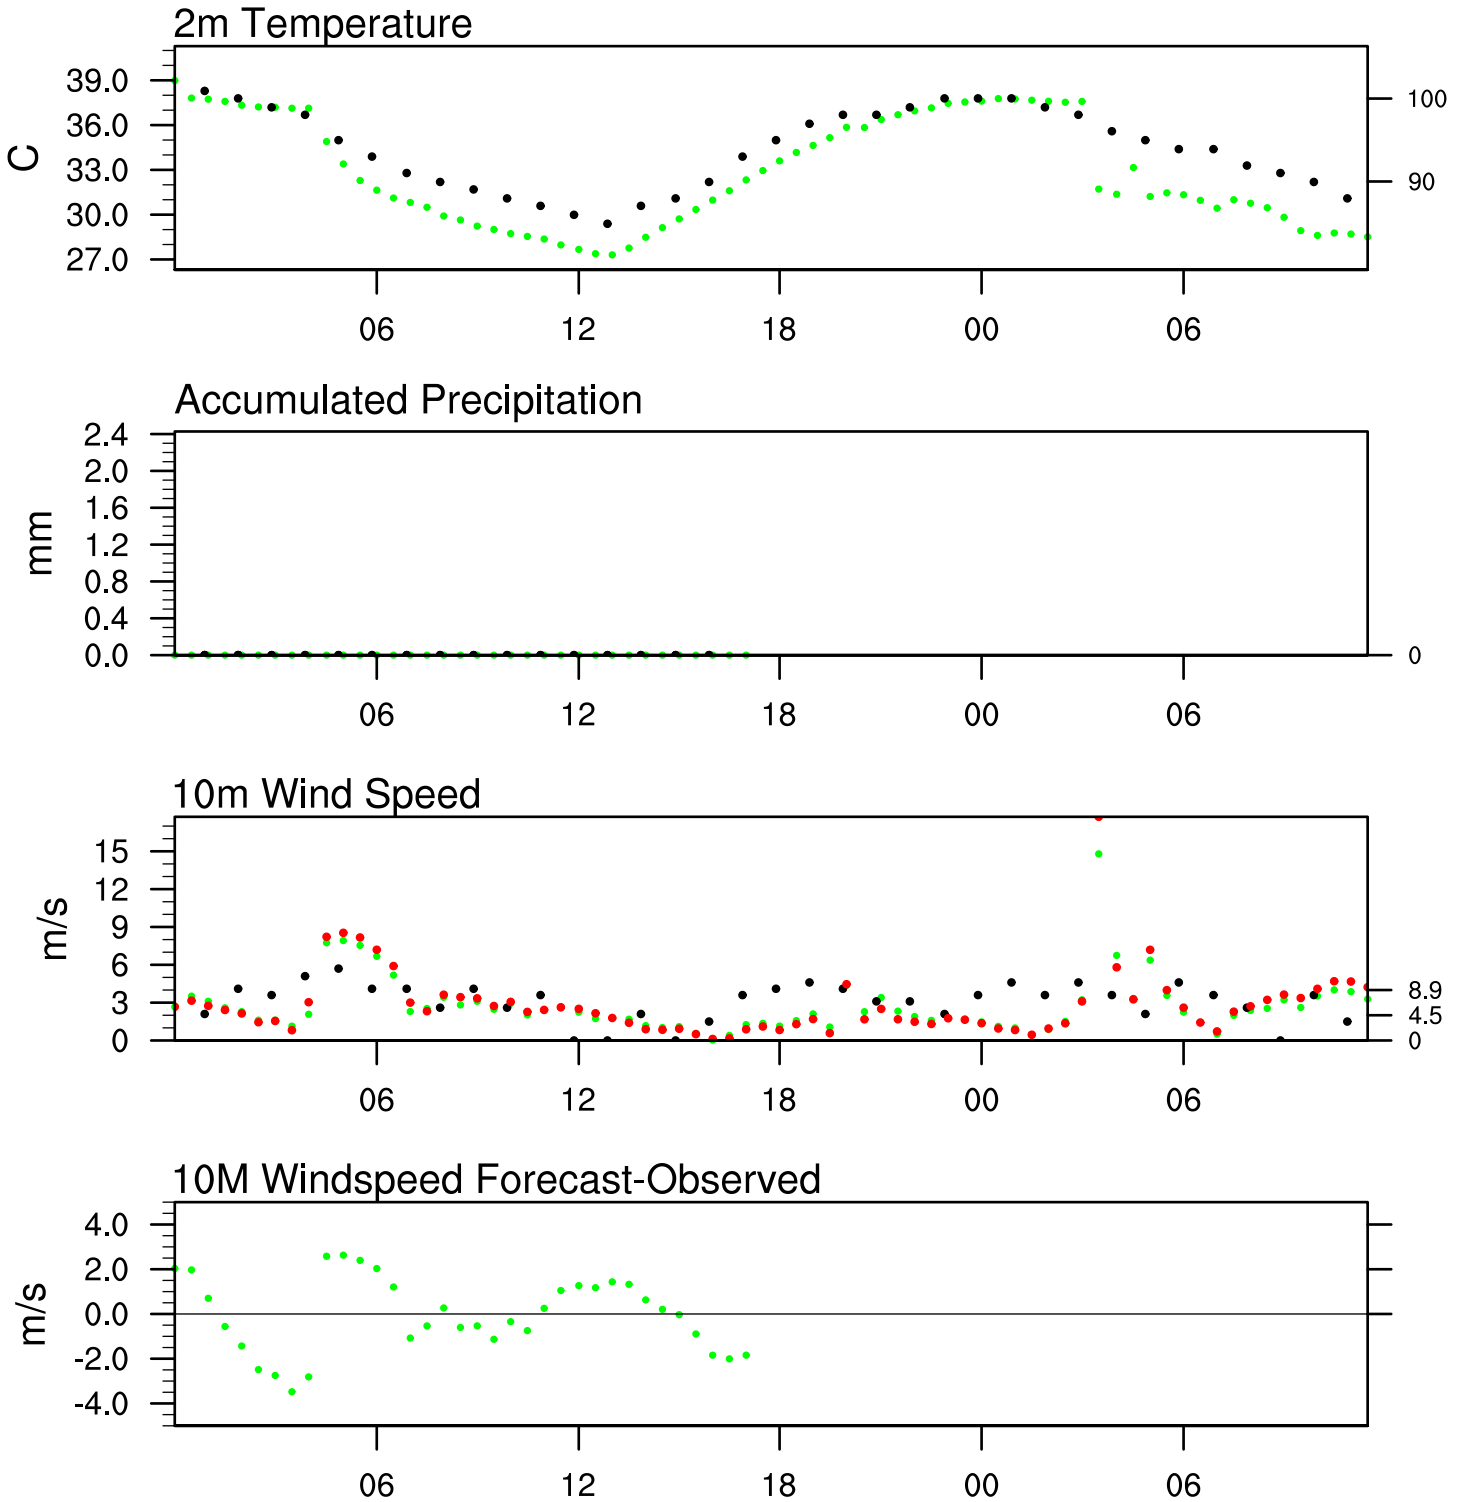 2m Temperature
39.0
36.0
33.0
30.0
27.0
C
100
90
06 12 18 00 06
Accumulated Precipitation
2.4
2.0
1.6
1.2
0.8
0.4
0.0
mm
0
06 12 18 00 06
10m Wind Speed
15
12
9
6
3
0
m/s
8.9
4.5
0
06 12 18 00 06
10M Windspeed Forecast-Observed
4.0
2.0
0.0
-2.0
-4.0
m/s
06 12 18 00 06